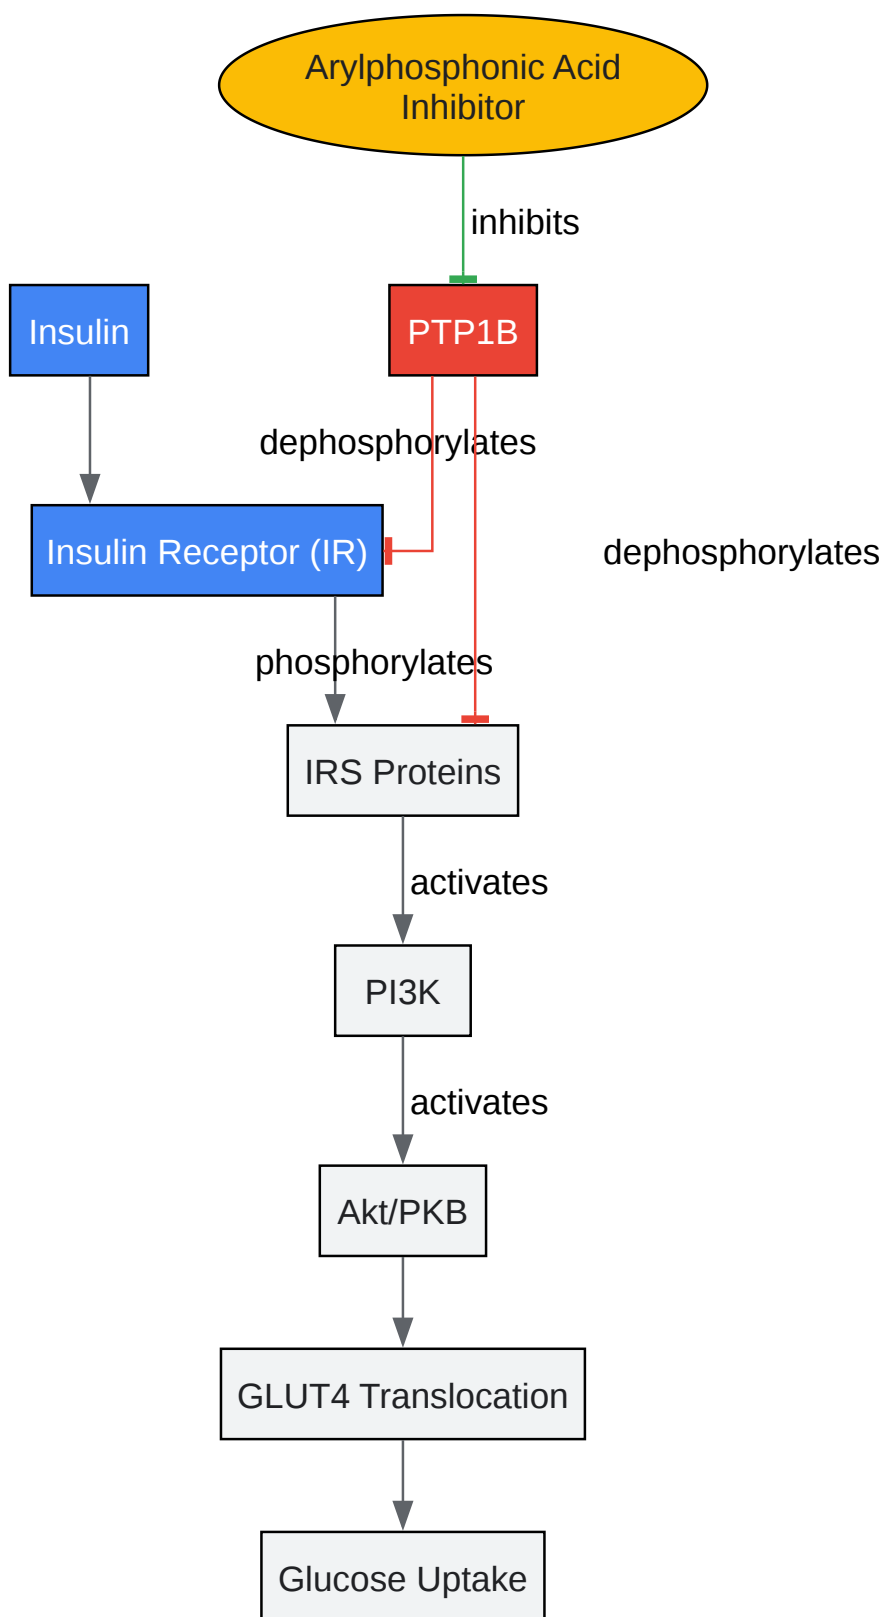 Arylphosphonic Acid
Inhibitor
inhibits
Insulin
PTP1B
dephosphorylates
Insulin Receptor (IR)
dephosphorylates
phosphorylates
IRS Proteins
activates
PI3K
activates
Akt/PKB
GLUT4 Translocation
Glucose Uptake